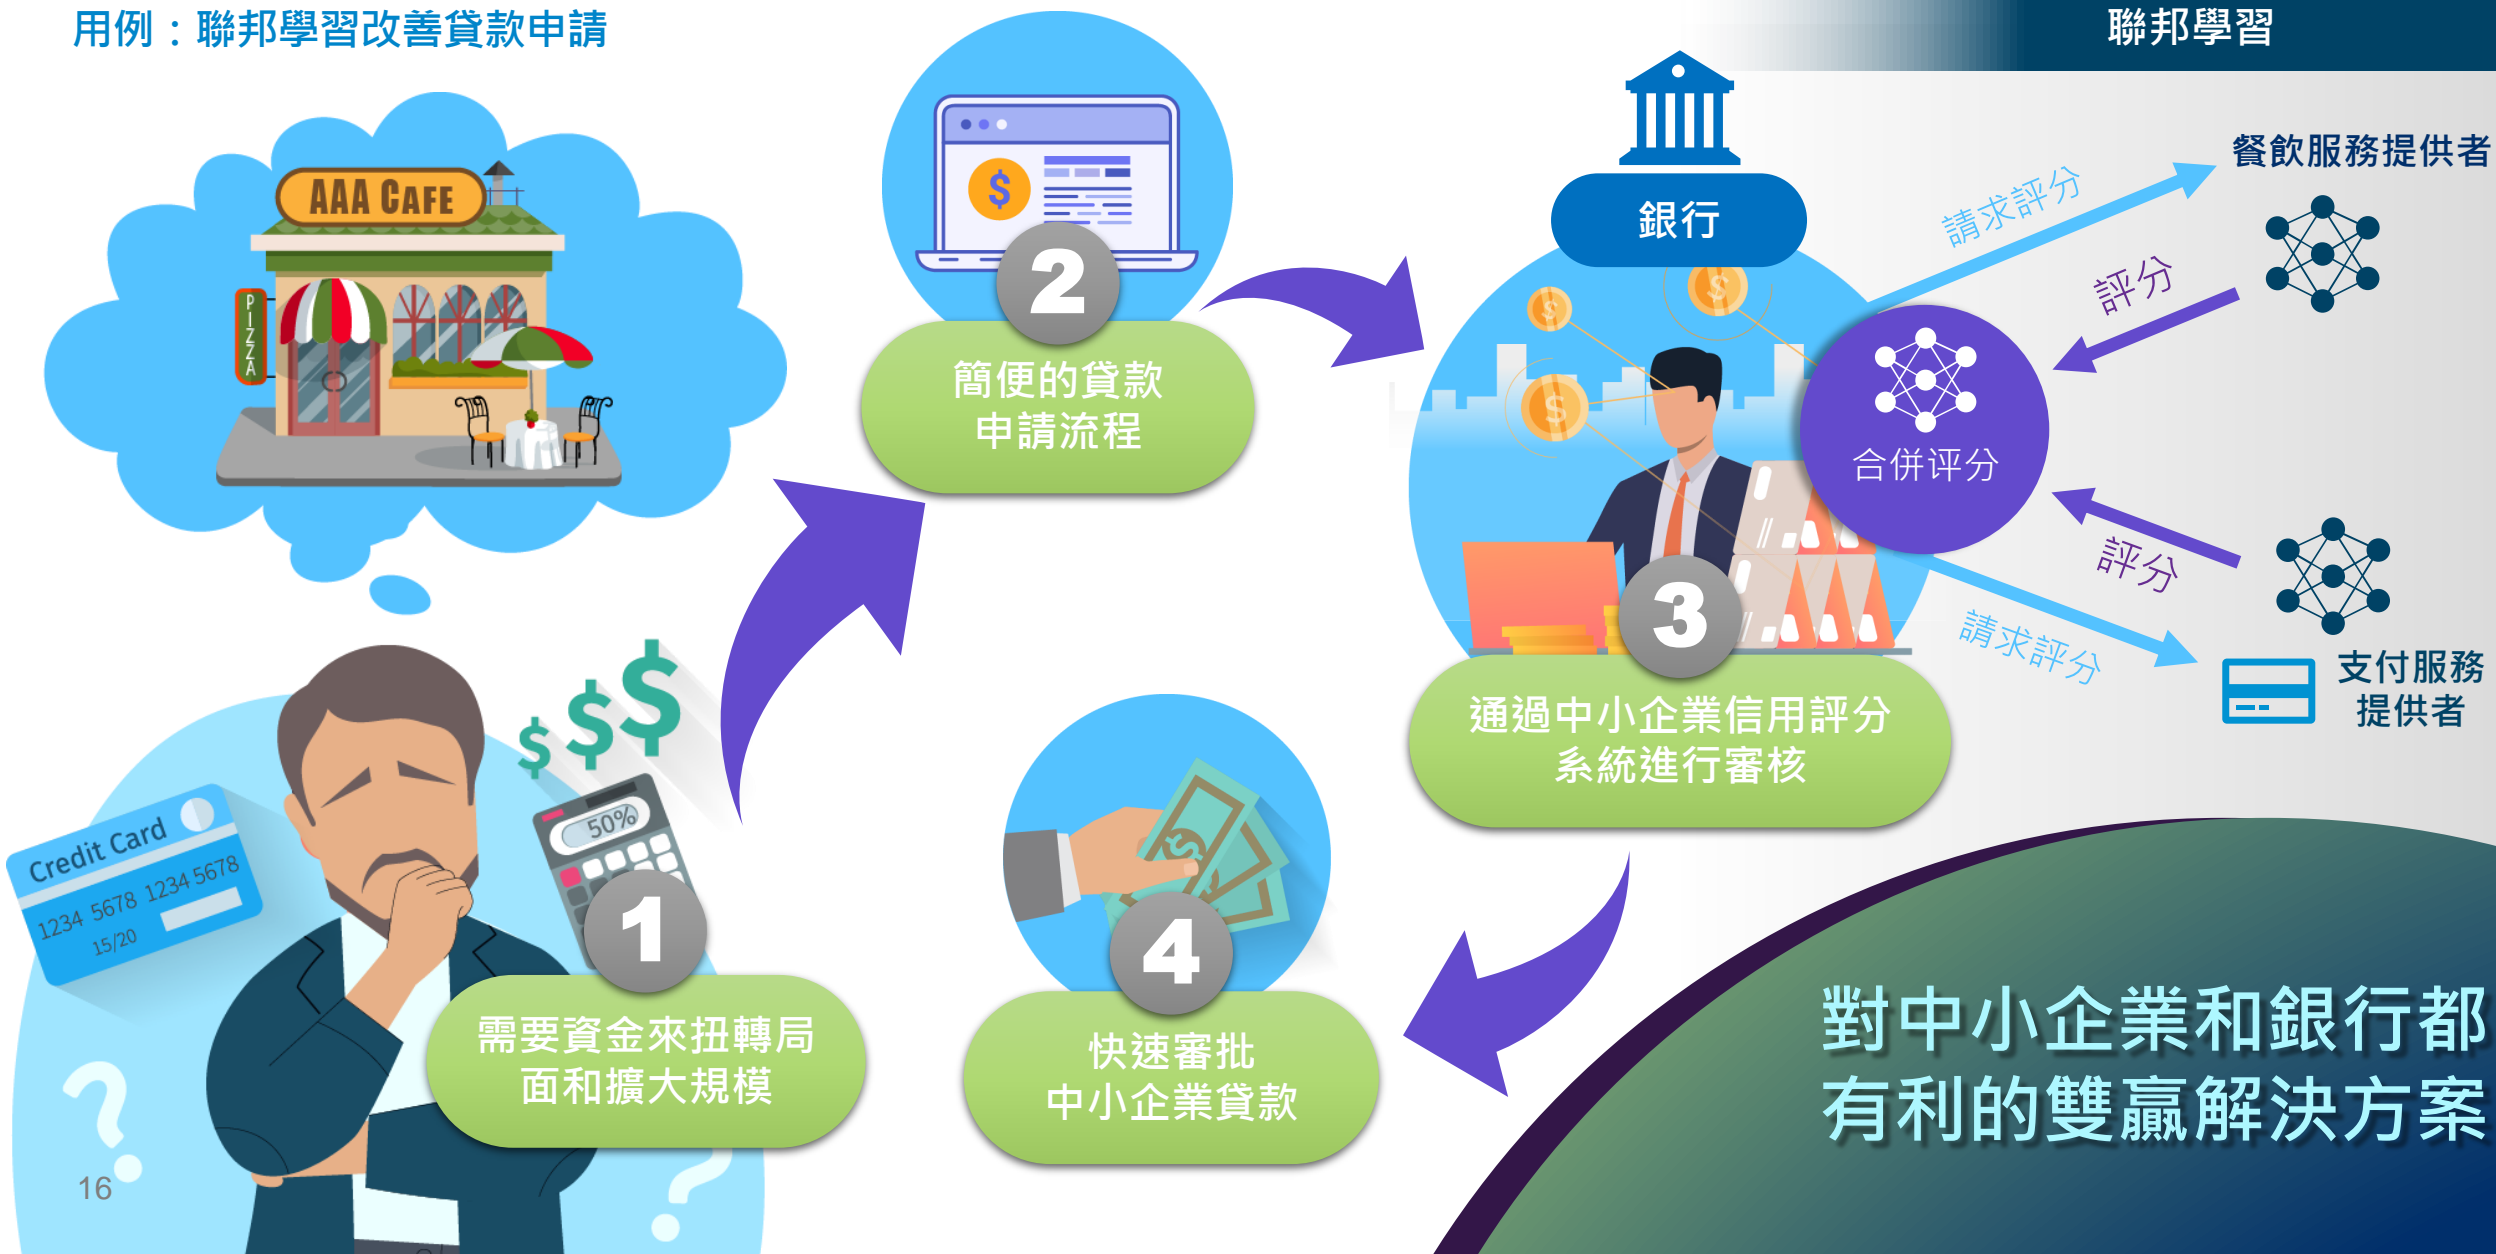 用例：聯邦學習改善貸款申請
聯邦學習
AAA CAFE
PIZZA
Credit Card
1234 5678 1234 5678
15/20
50%
1
需要資金來扭轉局
面和擴大規模
2
簡便的貸款
申請流程
銀行
合併评分
3
通過中小企業信用評分
系統進行審核
請求評分
評分
餐飲服務提供者
評分
請求評分
支付服務
提供者
4
快速審批
中小企業貸款
對中小企業和銀行都
有利的雙贏解決方案
16